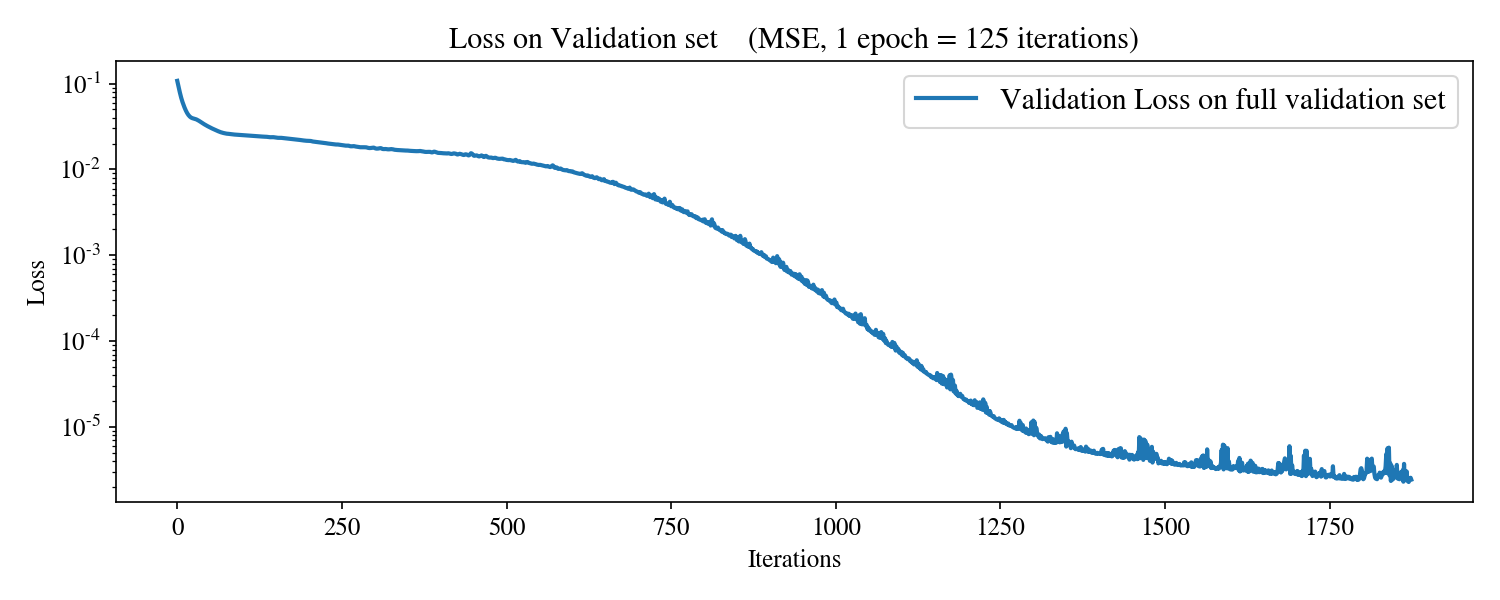 Loss on Validation set (MSE, 1 epoch = 125 iterations)
Validation Loss on full validation set
10^-1
10^-2
10^-3
10^-4
10^-5
Loss
0 250 500 750 1000 1250 1500 1750
Iterations